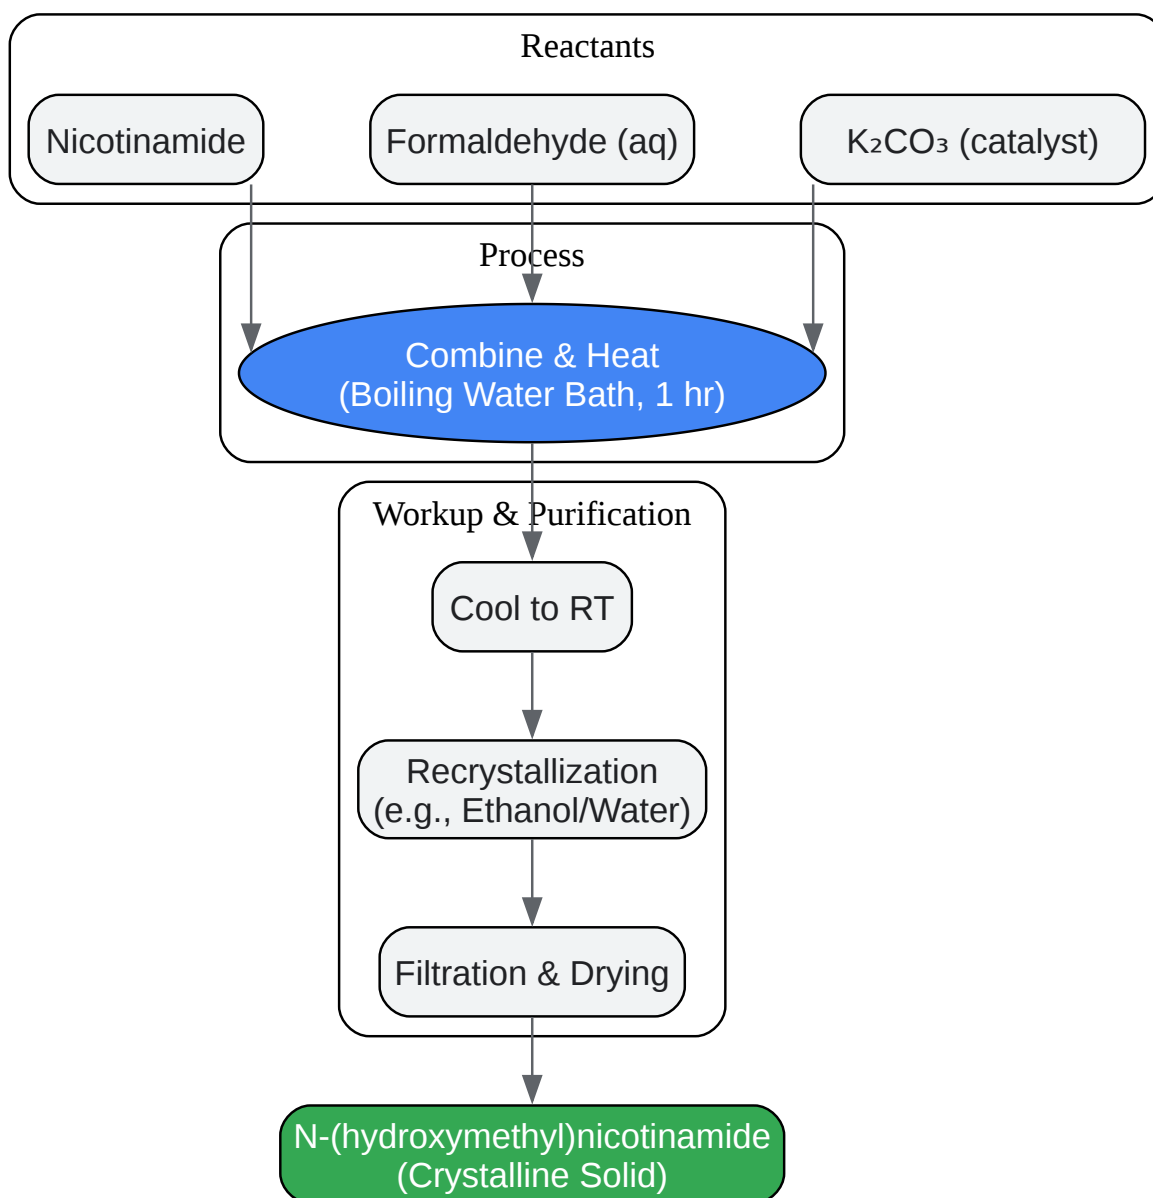 Reactants
Nicotinamide
Formaldehyde (aq)
K₂CO₃ (catalyst)
Process
Combine & Heat
(Boiling Water Bath, 1 hr)
Workup & Purification
Cool to RT
Recrystallization
(e.g., Ethanol/Water)
Filtration & Drying
N-(hydroxymethyl)nicotinamide
(Crystalline Solid)